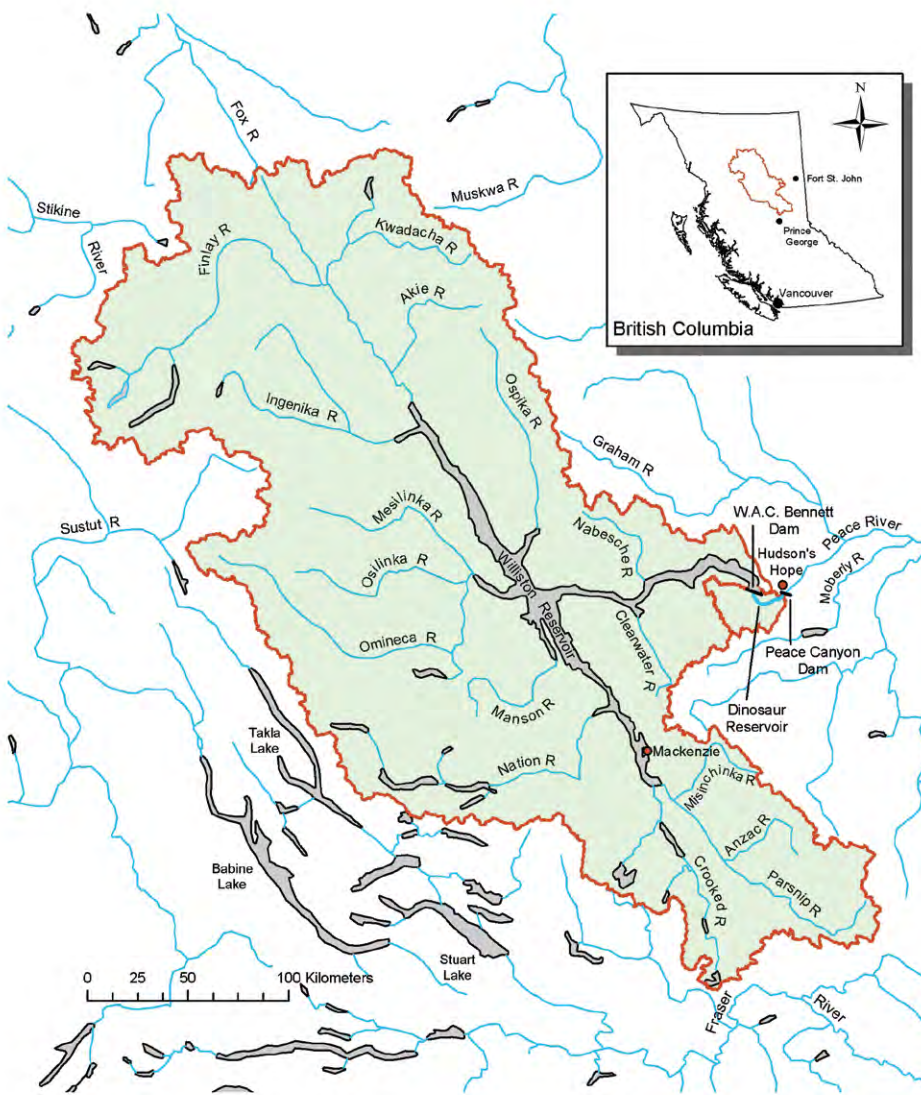 N
Fort St. John
Prince
George
Vancouver
British Columbia
Fox R
Muskwa R
Stikine
River
Finlay R
Kwadacha R
Akie R
Ospika R
Ingenika R
Graham R
W.A.C. Bennett
Dam
Peace River
Hudson's
Hope
Moberly R
Mesilinka R
Nabesche R
Sustut R
Osilinka R
Williston Reservoir
Omineca R
Clearwater R
Peace Canyon
Dam
Manson R
Dinosaur
Reservoir
Takla
Lake
Mackenzie
Nation R
Misinchinka R
Anzac R
Babine
Lake
Crooked R
Parsnip R
Stuart
Lake
0 50 100 Kilometers
Fraser
River